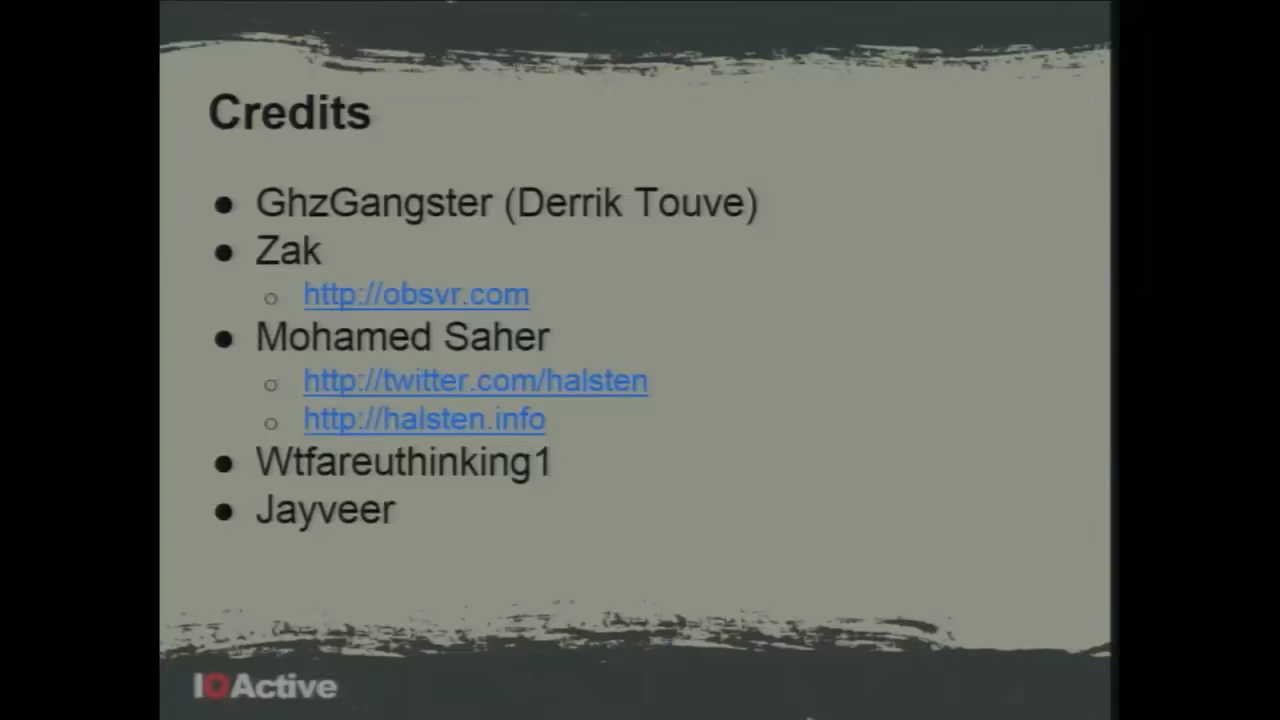 Credits
● GhzGangster (Derrik Touve)
● Zak
○ http://obsvr.com
● Mohamed Saher
○ http://twitter.com/halsten
○ http://halsten.info
● Wtfareuthinking1
● Jayveer
IOActive